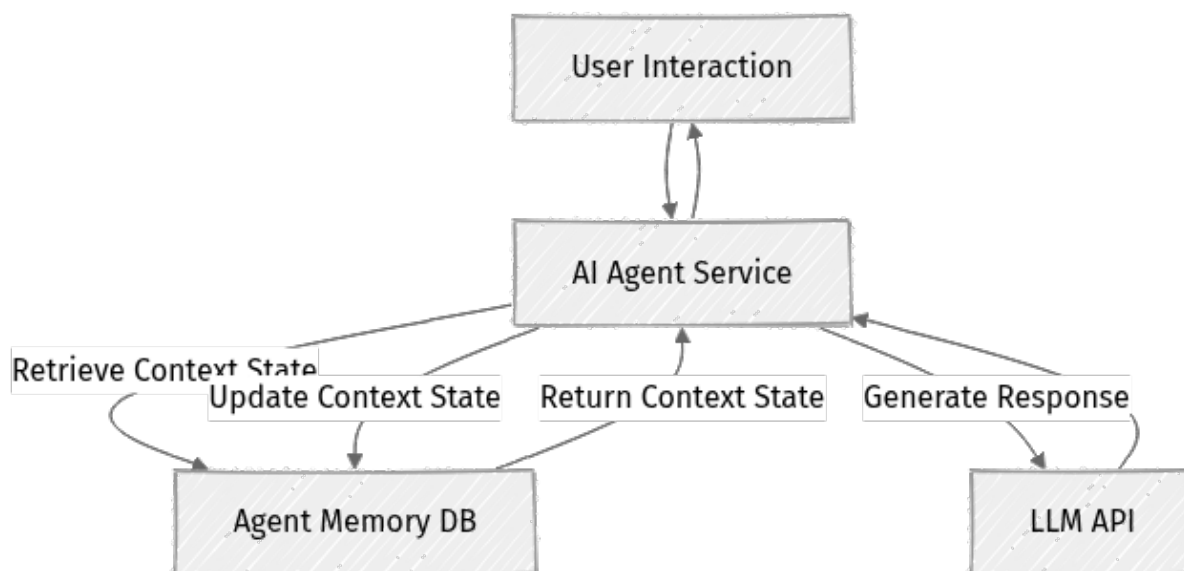 User Interaction
AI Agent Service
Retrieve Context State
Update Context State
Return Context State
Generate Response
Agent Memory DB
LLM API